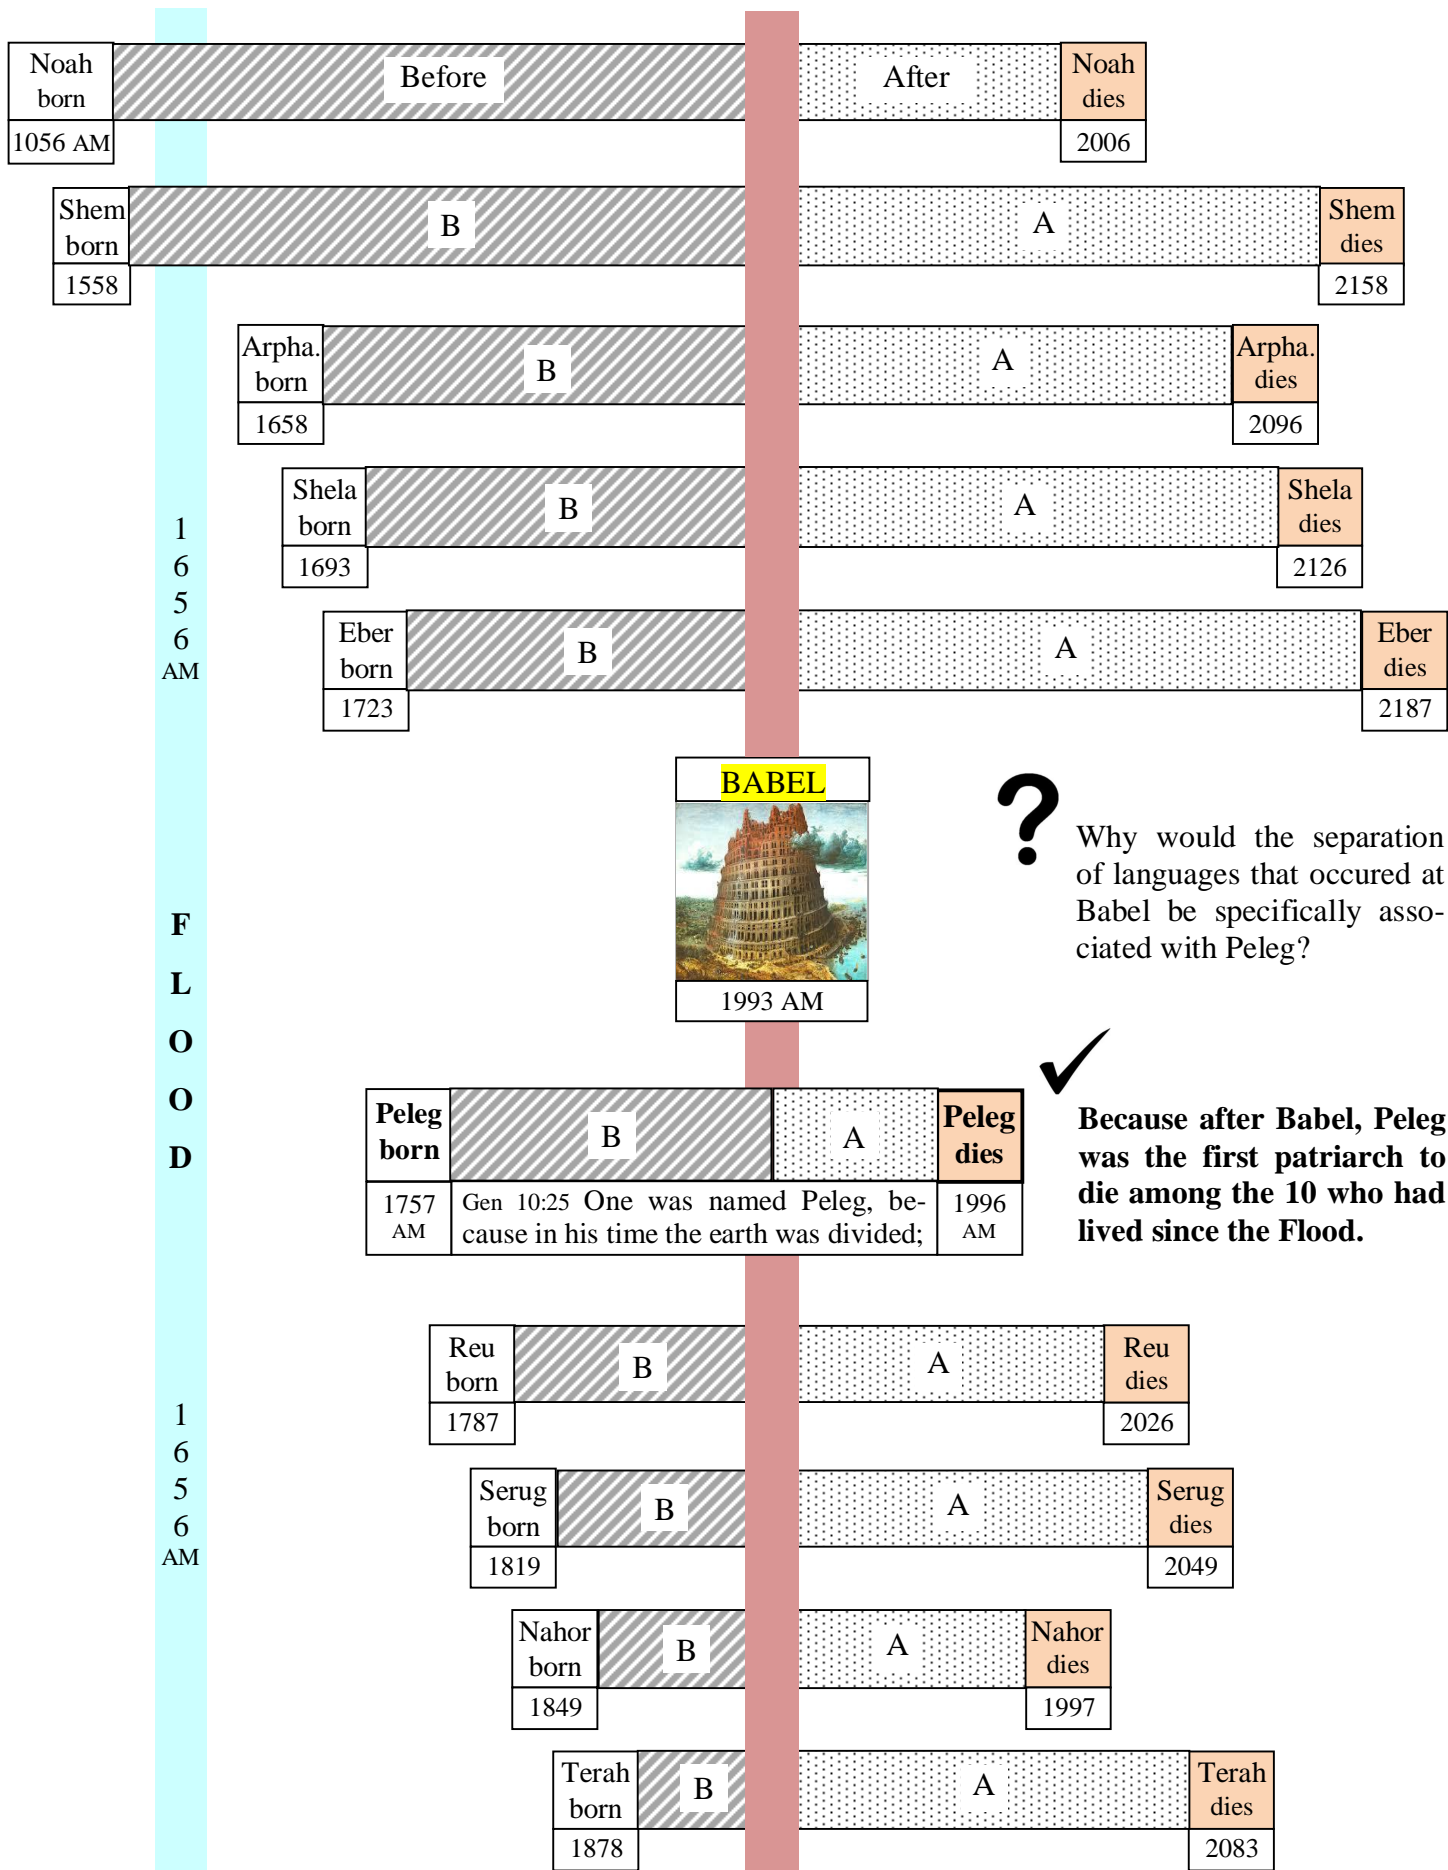 Noah
born
1056 AM
Before
After
Noah
dies
2006
Shem
born
1558
B
A
Shem
dies
2158
Arpha.
born
1658
B
A
Arpha.
dies
2096
Shela
born
1693
B
A
Shela
dies
2126
Eber
born
1723
B
A
Eber
dies
2187
1
6
5
6
AM
F
L
O
O
D
1
6
5
6
AM
BABEL
1993 AM
?
Why would the separation
of languages that occured at
Babel be specifically asso-
ciated with Peleg?
Peleg
born
1757
AM
B
A
Gen 10:25 One was named Peleg, be-
cause in his time the earth was divided;
Peleg
dies
1996
AM
Because after Babel, Peleg
was the first patriarch to
die among the 10 who had
lived since the Flood.
Reu
born
1787
B
A
Reu
dies
2026
Serug
born
1819
B
A
Serug
dies
2049
Nahor
born
1849
B
A
Nahor
dies
1997
Terah
born
1878
B
A
Terah
dies
2083